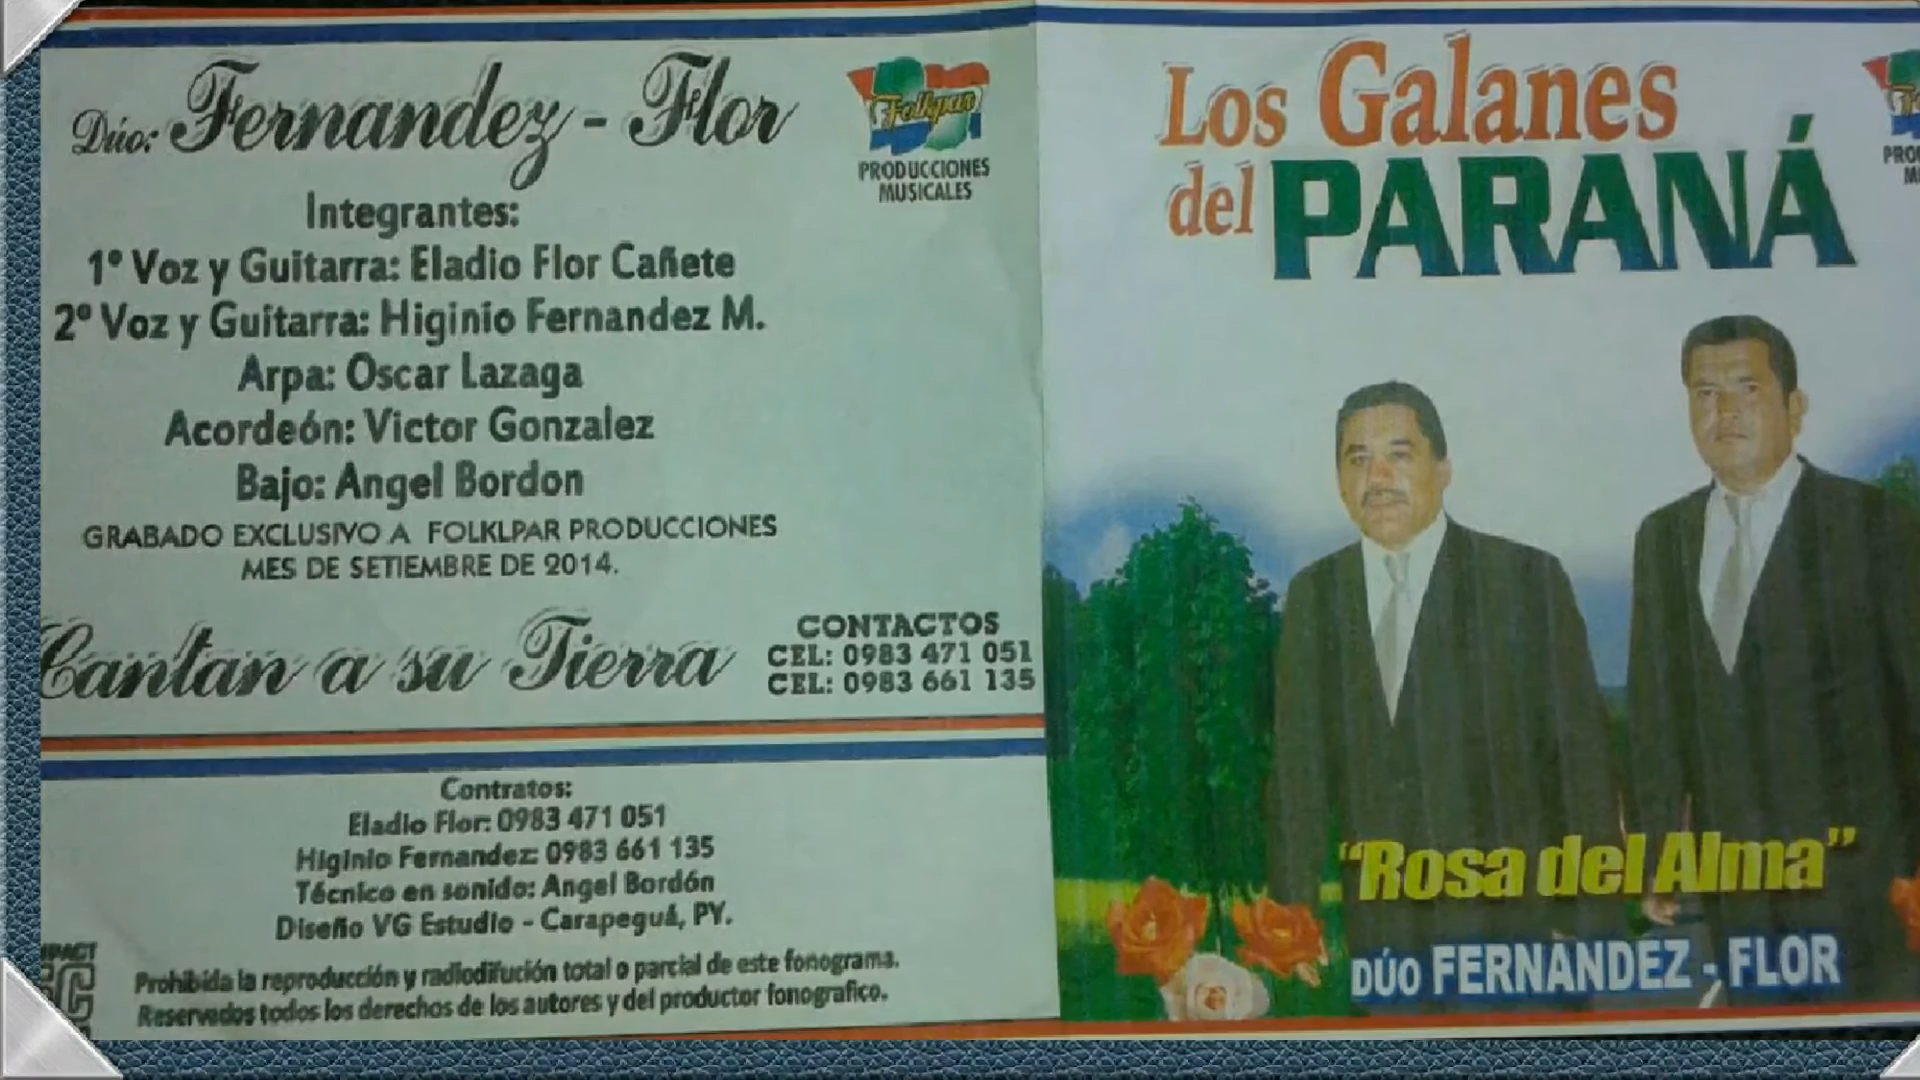 Dúo: Fernandez - Flor
Folkpar
PRODUCCIONES
MUSICALES
Integrantes:
1º Voz y Guitarra: Eladio Flor Cañete
2º Voz y Guitarra: Higinio Fernandez M.
Arpa: Oscar Lazaga
Acordeón: Victor Gonzalez
Bajo: Angel Bordon
GRABADO EXCLUSIVO A FOLKLPAR PRODUCCIONES
MES DE SETIEMBRE DE 2014.
Cantan a su Tierra
CONTACTOS
CEL: 0983 471 051
CEL: 0983 661 135
Contratos:
Eladio Flor: 0983 471 051
Higinio Fernandez: 0983 661 135
Técnico en sonido: Angel Bordón
Diseño VG Estudio - Carapeguá, PY.
Prohibida la reproducción y radiodifución total o parcial de este fonograma.
Reservados todos los derechos de los autores y del productor fonografico.
Los Galanes
del PARANÁ
"Rosa del Alma"
DÚO FERNANDEZ - FLOR